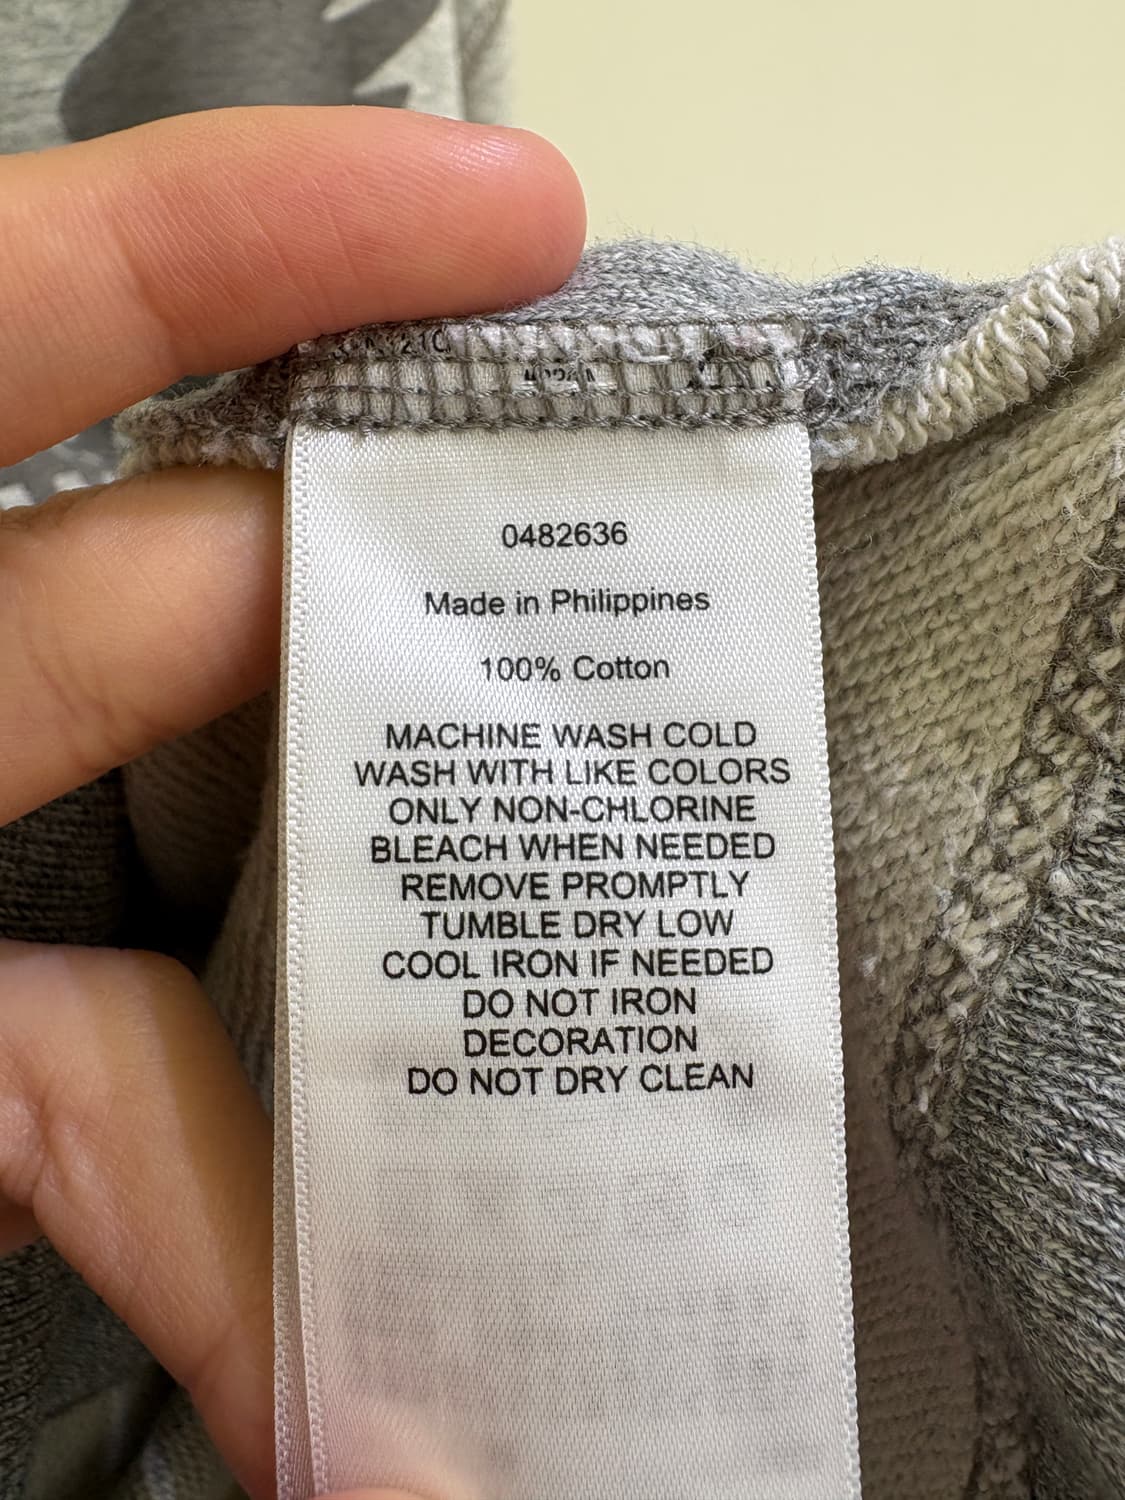 0482636
Made in Philippines
100% Cotton
MACHINE WASH COLD
WASH WITH LIKE COLORS
ONLY NON-CHLORINE
BLEACH WHEN NEEDED
REMOVE PROMPTLY
TUMBLE DRY LOW
COOL IRON IF NEEDED
DO NOT IRON
DECORATION
DO NOT DRY CLEAN